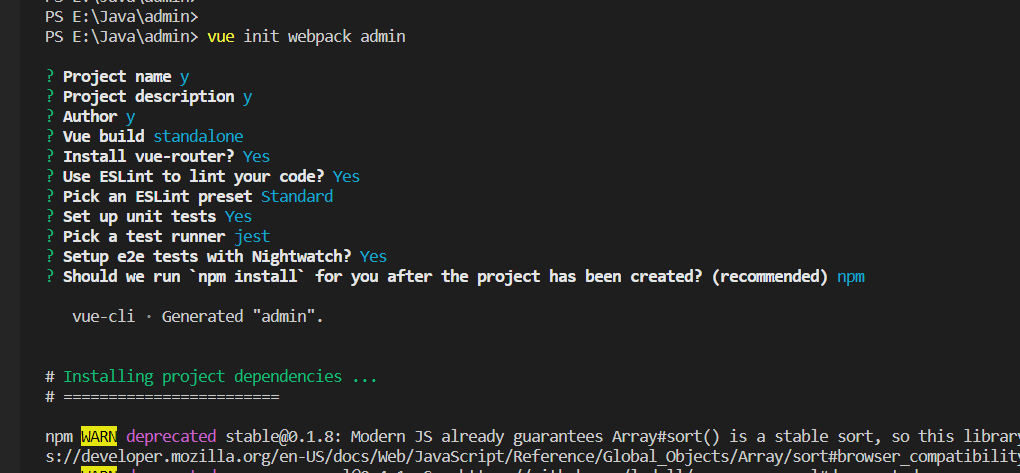 PS E:\Java\admin>
PS E:\Java\admin> vue init webpack admin
? Project name y
? Project description y
? Author y
? Vue build standalone
? Install vue-router? Yes
? Use ESLint to lint your code? Yes
? Pick an ESLint preset Standard
? Set up unit tests Yes
? Pick a test runner jest
? Setup e2e tests with Nightwatch? Yes
? Should we run `npm install` for you after the project has been created? (recommended) npm
vue-cli · Generated "admin".
# Installing project dependencies ...
# ========================
npm WARN deprecated stable@0.1.8: Modern JS already guarantees Array#sort() is a stable sort, so this library
s://developer.mozilla.org/en-US/docs/Web/JavaScript/Reference/Global_Objects/Array/sort#browser_compatibility